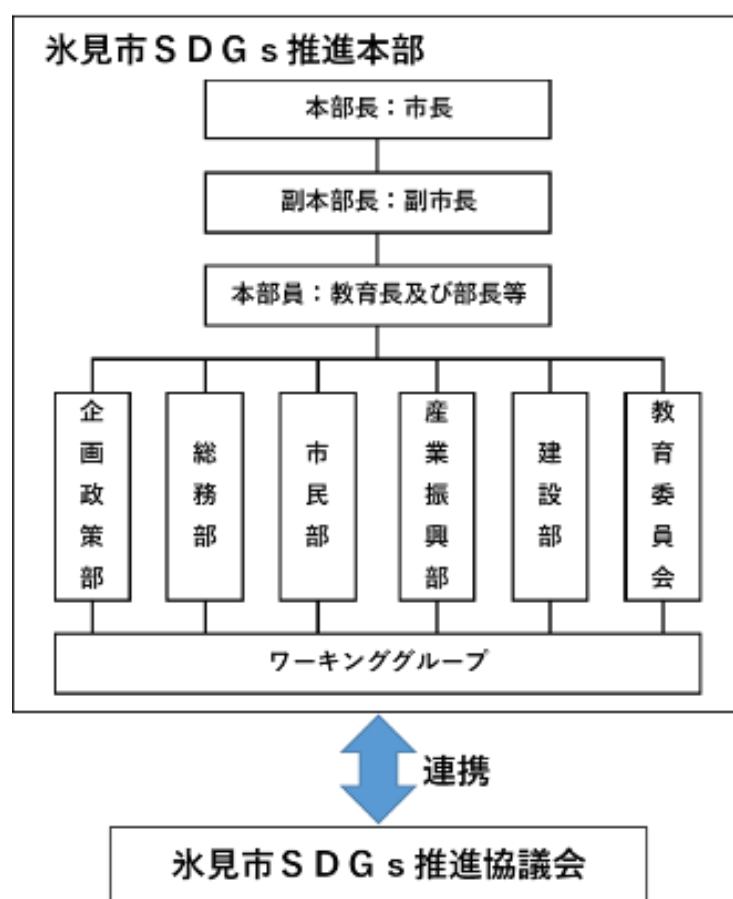 氷見市ＳＤＧｓ推進本部
本部長：市長
副本部長：副市長
本部員：教育長及び部長等
企画政策部
総務部
市民部
産業振興部
建設部
教育委員会
ワーキンググループ
連携
氷見市ＳＤＧｓ推進協議会